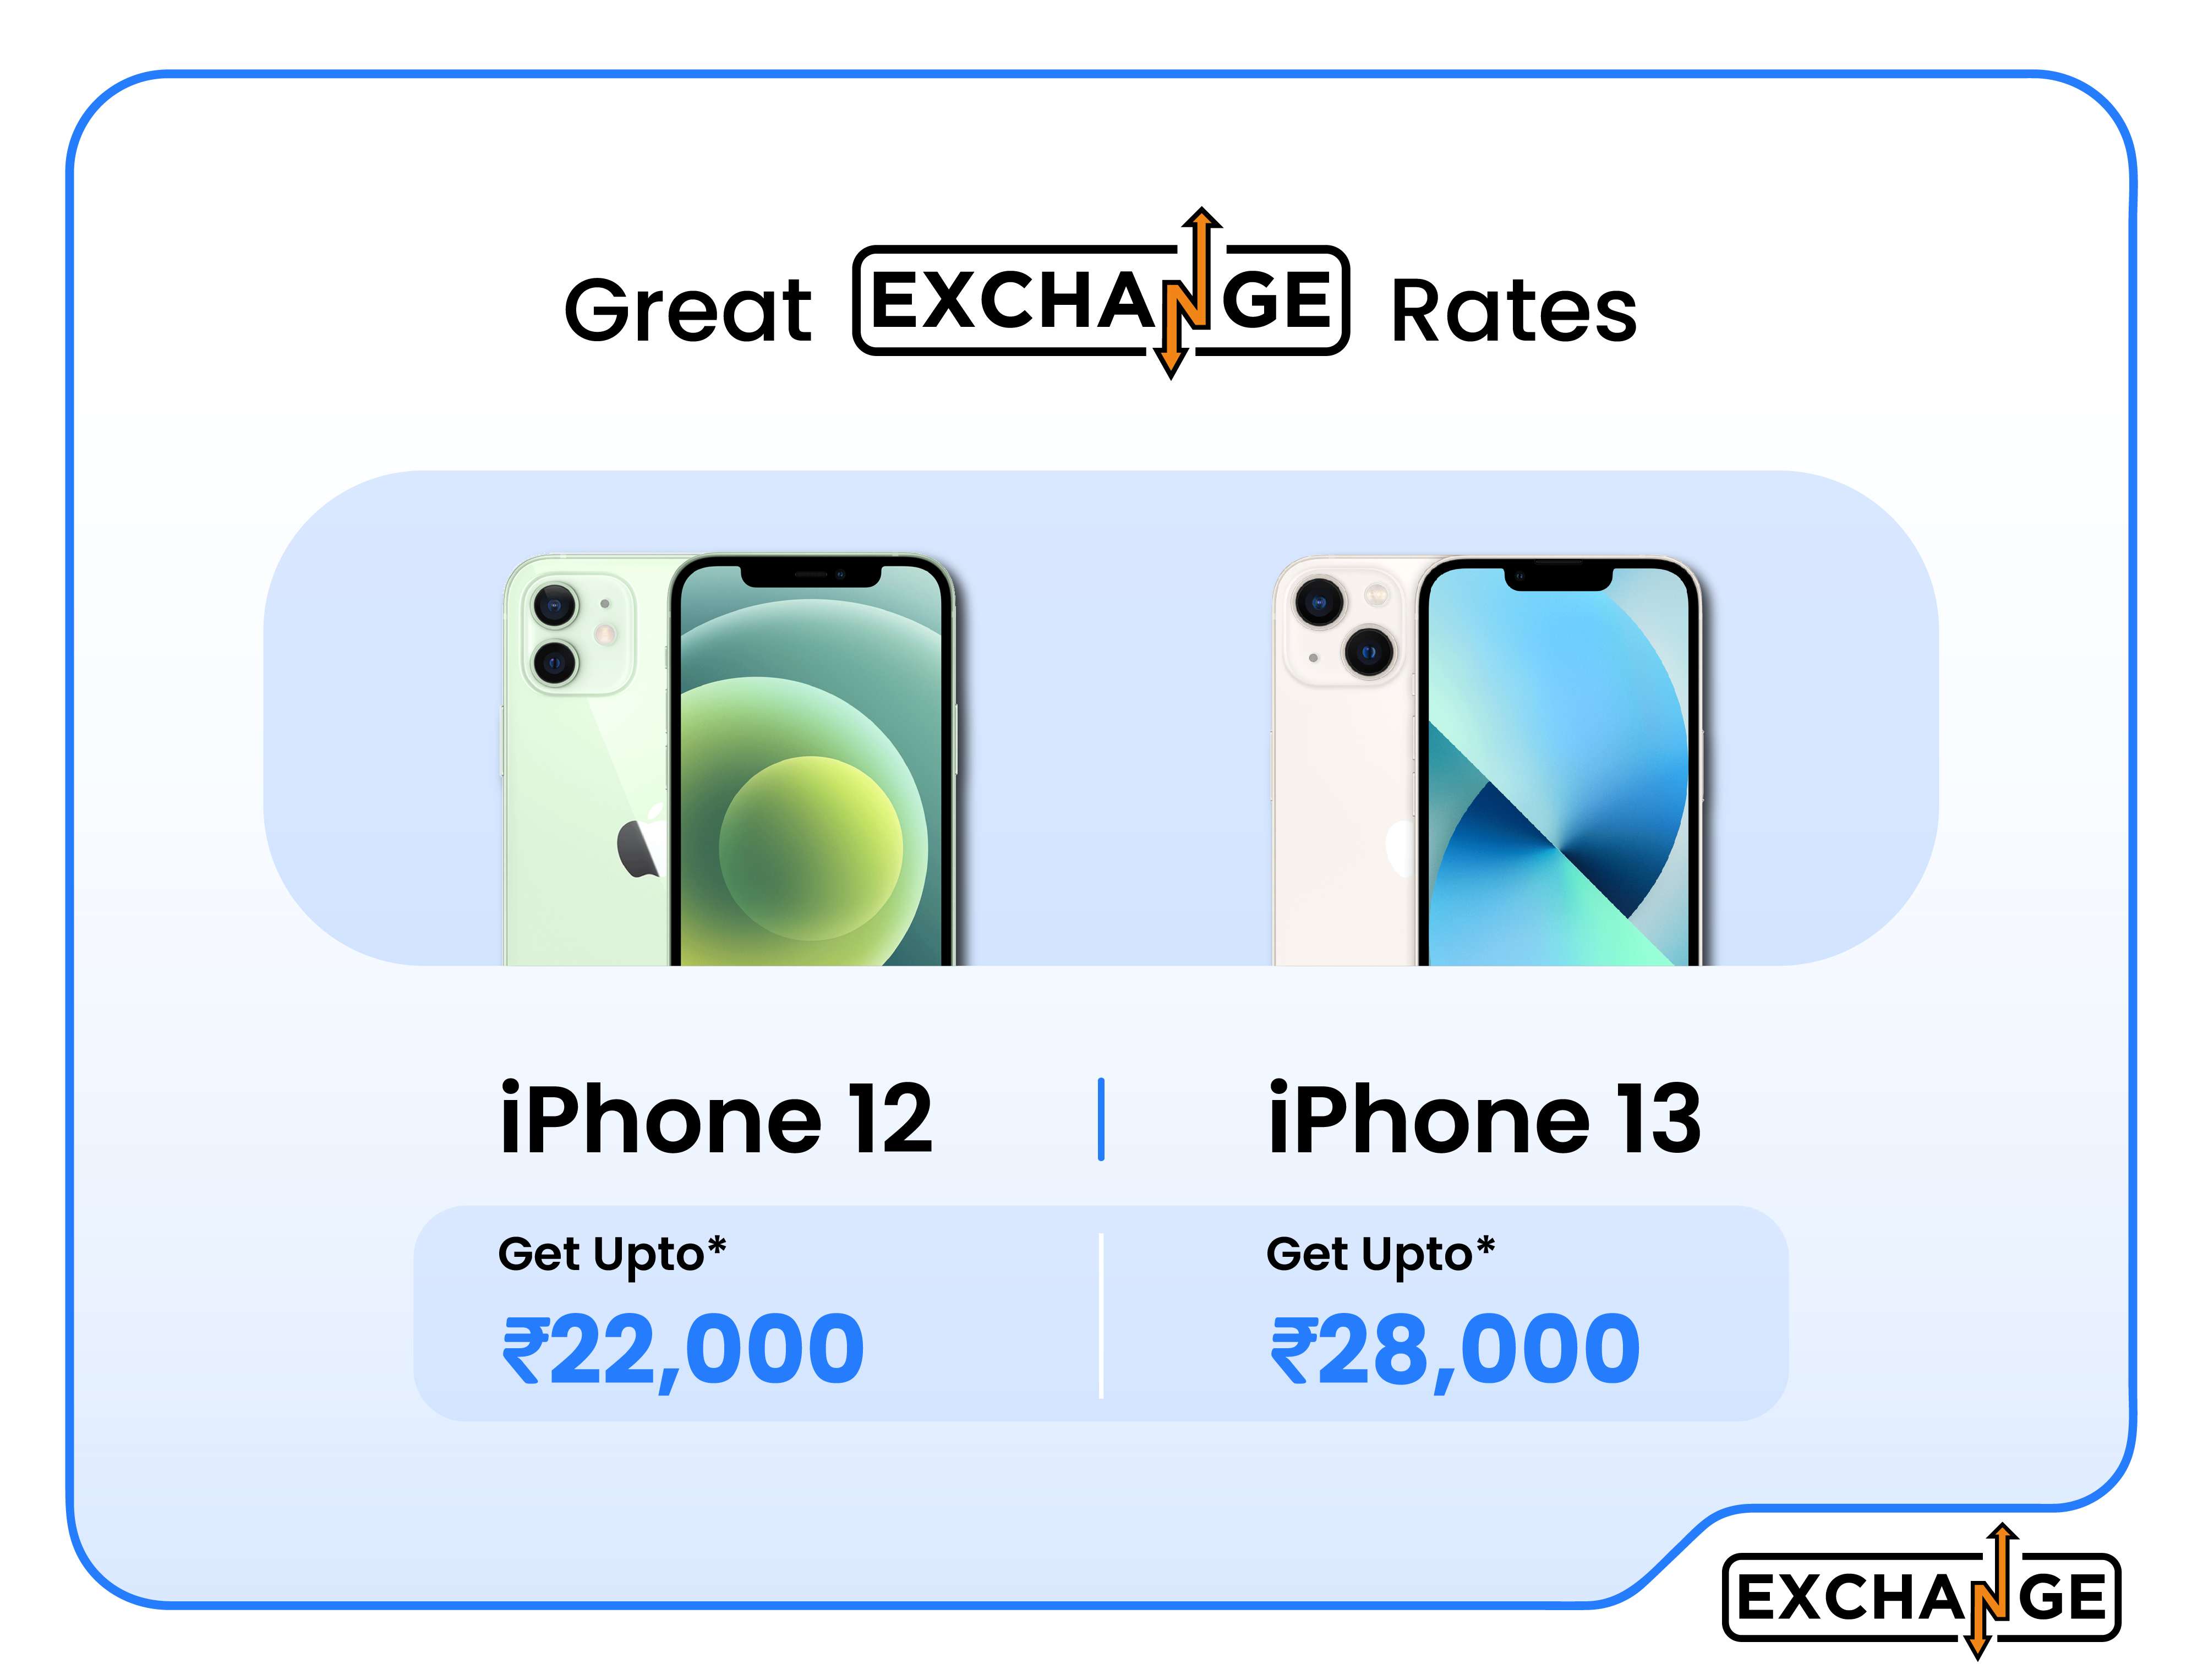 Great EXCHANGE Rates
iPhone 12 | iPhone 13
Get Upto* Get Upto*
₹22,000 ₹28,000
EXCHANGE